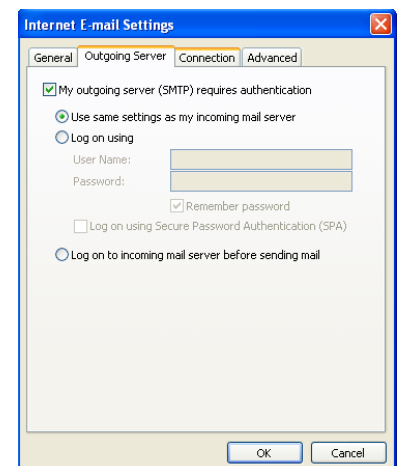 Internet E-mail Settings
General Outgoing Server Connection Advanced
My outgoing server (SMTP) requires authentication
Use same settings as my incoming mail server
Log on using
User Name:
Password:
Remember password
Log on using Secure Password Authentication (SPA)
Log on to incoming mail server before sending mail
OK Cancel